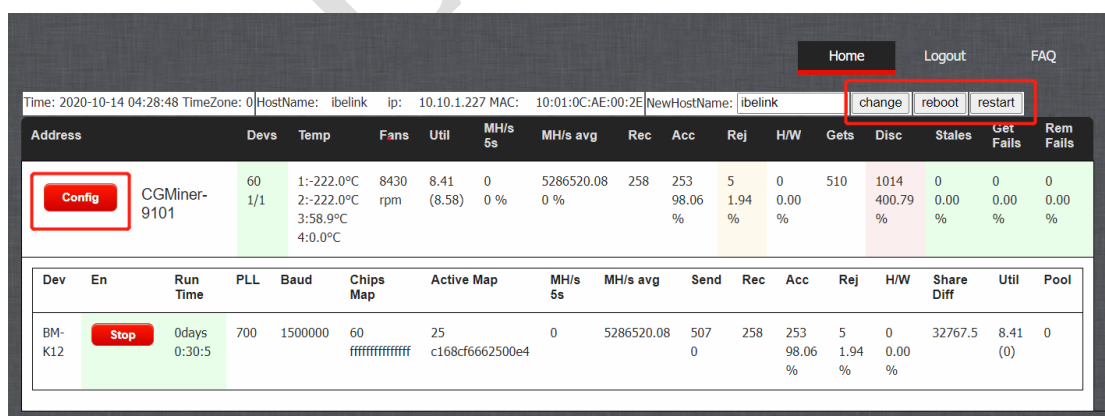 Home Logout FAQ
Time: 2020-10-14 04:28:48 TimeZone: 0 HostName: ibelink ip: 10.10.1.227 MAC: 10:01:0C:AE:00:2E NewHostName: ibelink change reboot restart
Address Devs Temp Fans Util MH/s 5s MH/s avg Rec Acc Rej H/W Gets Disc Stales Get Fails Rem Fails
Config CGMiner-9101 60 1/1 1:-222.0°C 2:-222.0°C 3:58.9°C 4:0.0°C 8430 rpm 8.41 (8.58) 0 0 % 5286520.08 0 % 258 253 98.06 % 5 1.94 % 0 0.00 % 510 1014 400.79 % 0 0.00 % 0 0.00 % 0 0.00 %
Dev En Run Time PLL Baud Chips Map Active Map MH/s 5s MH/s avg Send Rec Acc Rej H/W Share Diff Util Pool
BM-K12 Stop 0days 0:30:5 700 1500000 60 fffffffffffffff 25 c168cf6662500e4 0 5286520.08 507 0 258 253 98.06 % 5 1.94 % 0 0.00 % 32767.5 8.41 (0) 0